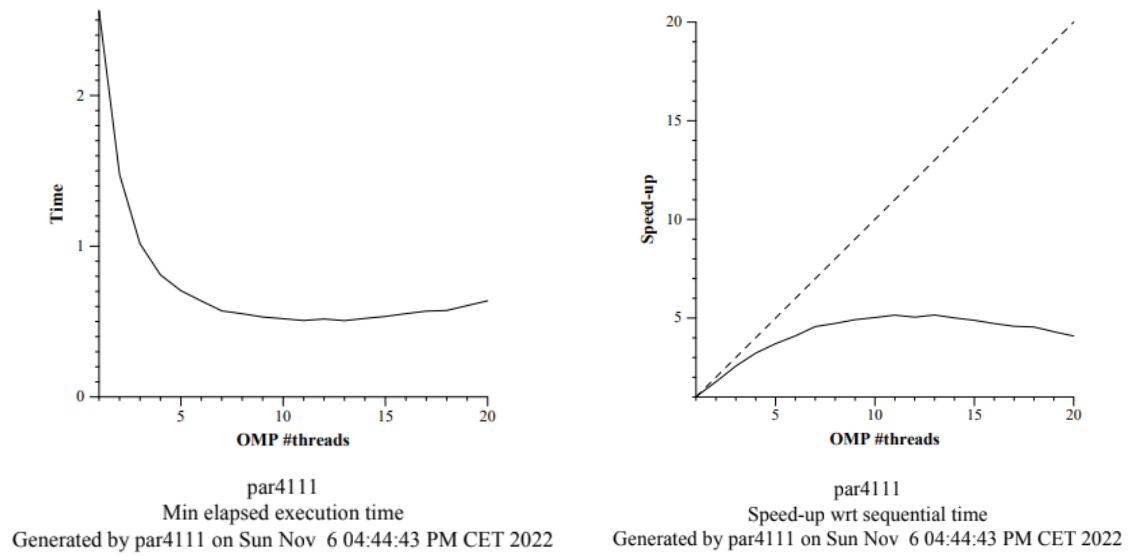 2
1
0
Time
5
10
15
20
OMP #threads
par4111
Min elapsed execution time
Generated by par4111 on Sun Nov  6 04:44:43 PM CET 2022
20
15
10
5
Speed-up
5
10
15
20
OMP #threads
par4111
Speed-up wrt sequential time
Generated by par4111 on Sun Nov  6 04:44:43 PM CET 2022